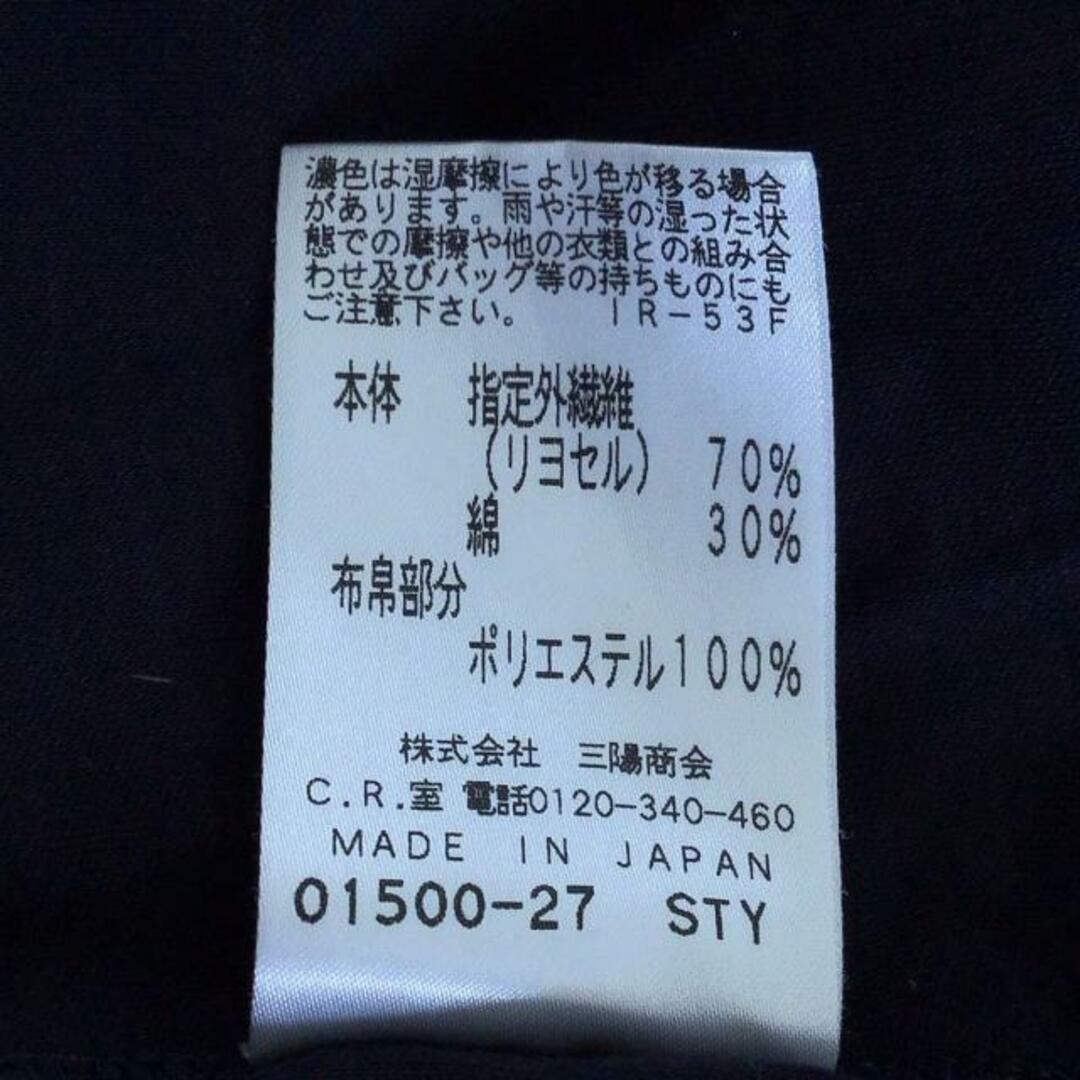 濃色は湿摩擦により色が移る場合
があります。雨や汗等の湿った状
態での摩擦や他の衣類との組み合
わせ及びバッグ等の持ちものにも
ご注意下さい。 IR-53F
本体 指定外繊維
(リヨセル) 70%
綿 30%
布帛部分
ポリエステル100%
株式会社 三陽商会
C.R.室 電話0120-340-460
MADE IN JAPAN
01500-27 STY